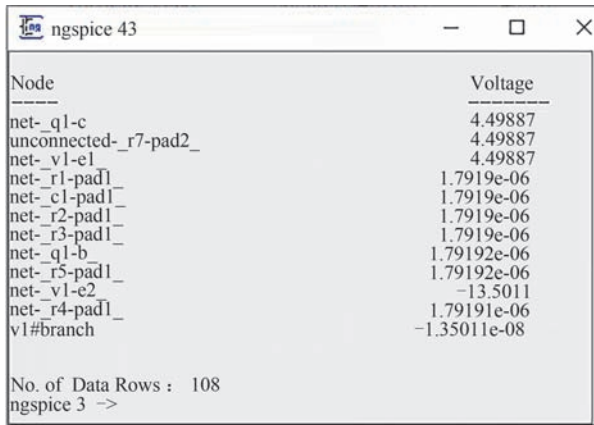 ngspice 43
Node Voltage
---- -------
net-_q1-c 4.49887
unconnected-_r7-pad2_ 4.49887
net-_v1-e1_ 4.49887
net-_r1-pad1_ 1.7919e-06
net-_c1-pad1_ 1.7919e-06
net-_r2-pad1_ 1.7919e-06
net-_r3-pad1_ 1.7919e-06
net-_q1-b_ 1.79192e-06
net-_r5-pad1_ 1.79192e-06
net-_v1-e2_ −13.5011
net-_r4-pad1_ 1.79191e-06
v1#branch −1.35011e-08
No. of Data Rows： 108
ngspice 3 −>